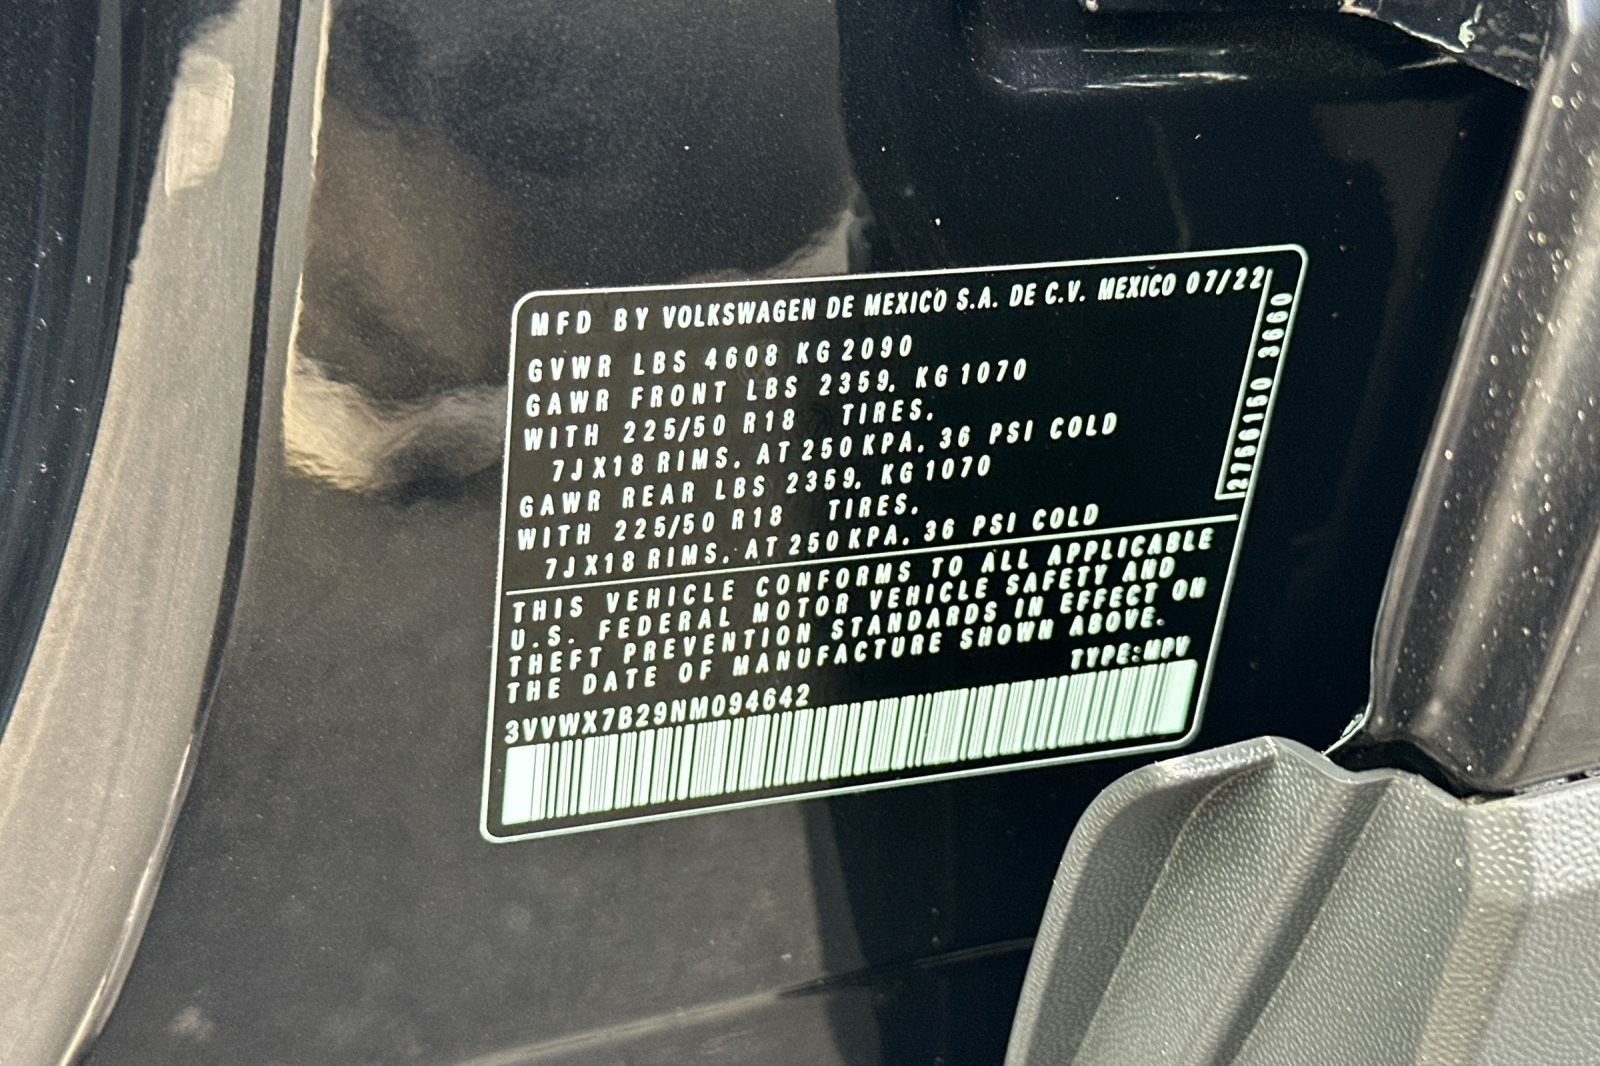 MFD BY VOLKSWAGEN DE MEXICO S.A. DE C.V. MEXICO 07/22
GVWR LBS 4608 KG 2090
GAWR FRONT LBS 2359, KG 1070
WITH 225/50 R18 TIRES.
7JX18 RIMS. AT 250 KPA, 36 PSI COLD
GAWR REAR LBS 2359, KG 1070
WITH 225/50 R18 TIRES.
7JX18 RIMS. AT 250 KPA. 36 PSI COLD
2766150 3660
THIS VEHICLE CONFORMS TO ALL APPLICABLE
U.S. FEDERAL MOTOR VEHICLE SAFETY AND
THEFT PREVENTION STANDARDS IN EFFECT ON
THE DATE OF MANUFACTURE SHOWN ABOVE.
TYPE:MPV
3VVWX7B29NM094642